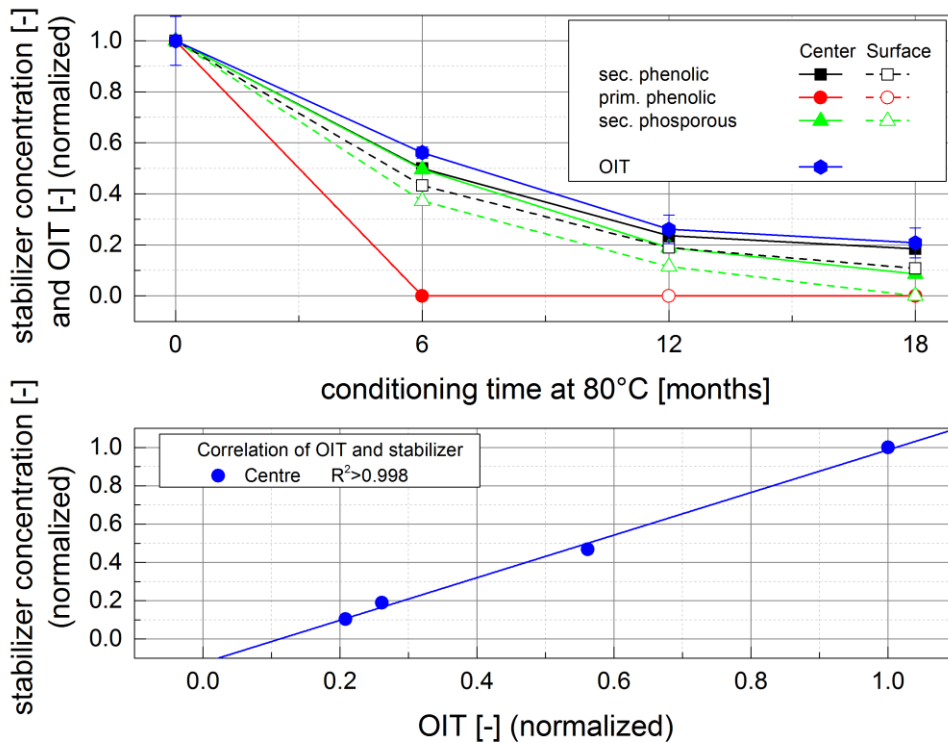 stabilizer concentration [-]
and OIT [-] (normalized)
1.0
0.8
0.6
0.4
0.2
0.0
Center Surface
sec. phenolic
prim. phenolic
sec. phosporous
OIT
0 6 12 18
conditioning time at 80°C [months]
stabilizer concentration [-]
(normalized)
1.0
0.8
0.6
0.4
0.2
0.0
Correlation of OIT and stabilizer
Centre R²>0.998
0.0 0.2 0.4 0.6 0.8 1.0
OIT [-] (normalized)